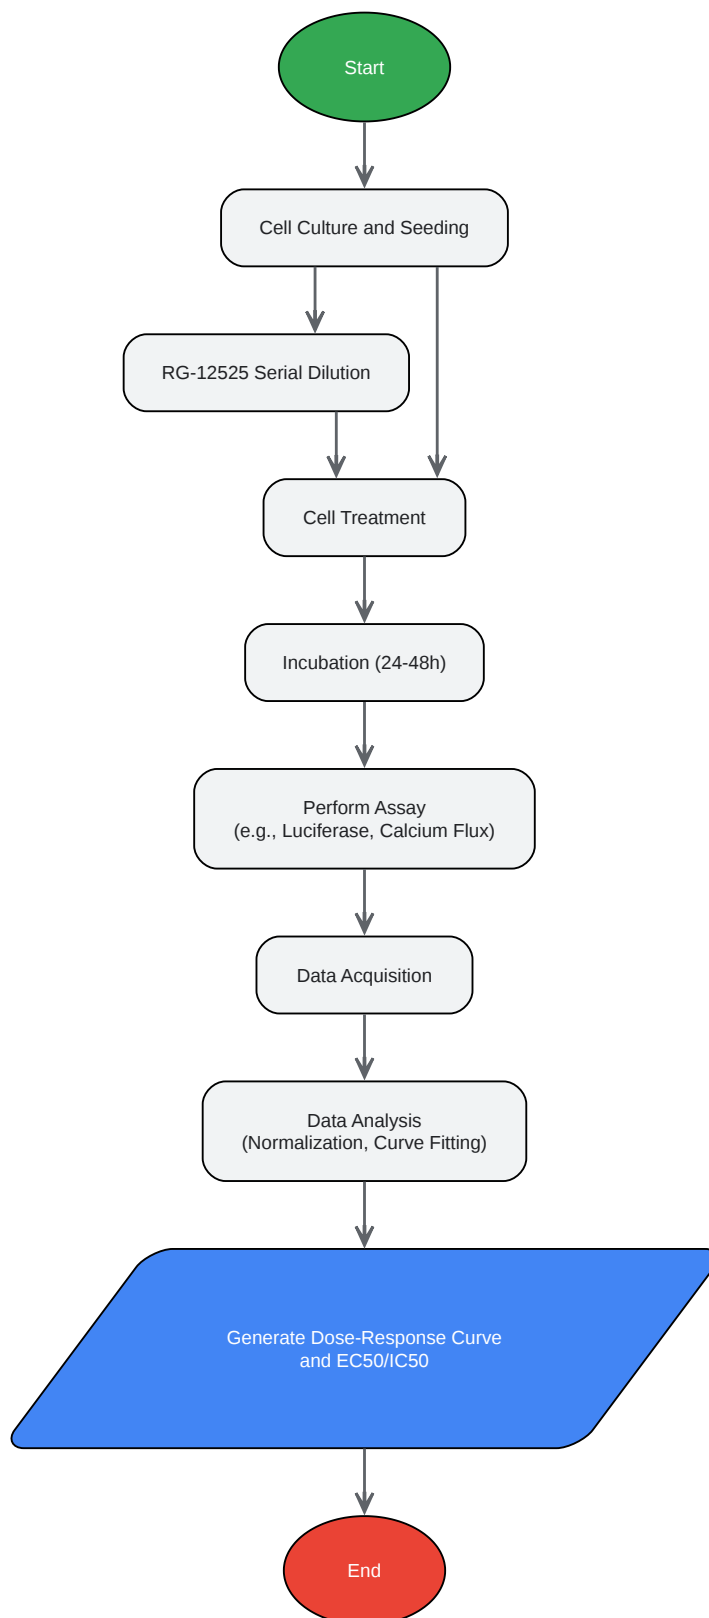 Start
Cell Culture and Seeding
RG-12525 Serial Dilution
Cell Treatment
Incubation (24-48h)
Perform Assay
(e.g., Luciferase, Calcium Flux)
Data Acquisition
Data Analysis
(Normalization, Curve Fitting)
Generate Dose-Response Curve
and EC50/IC50
End